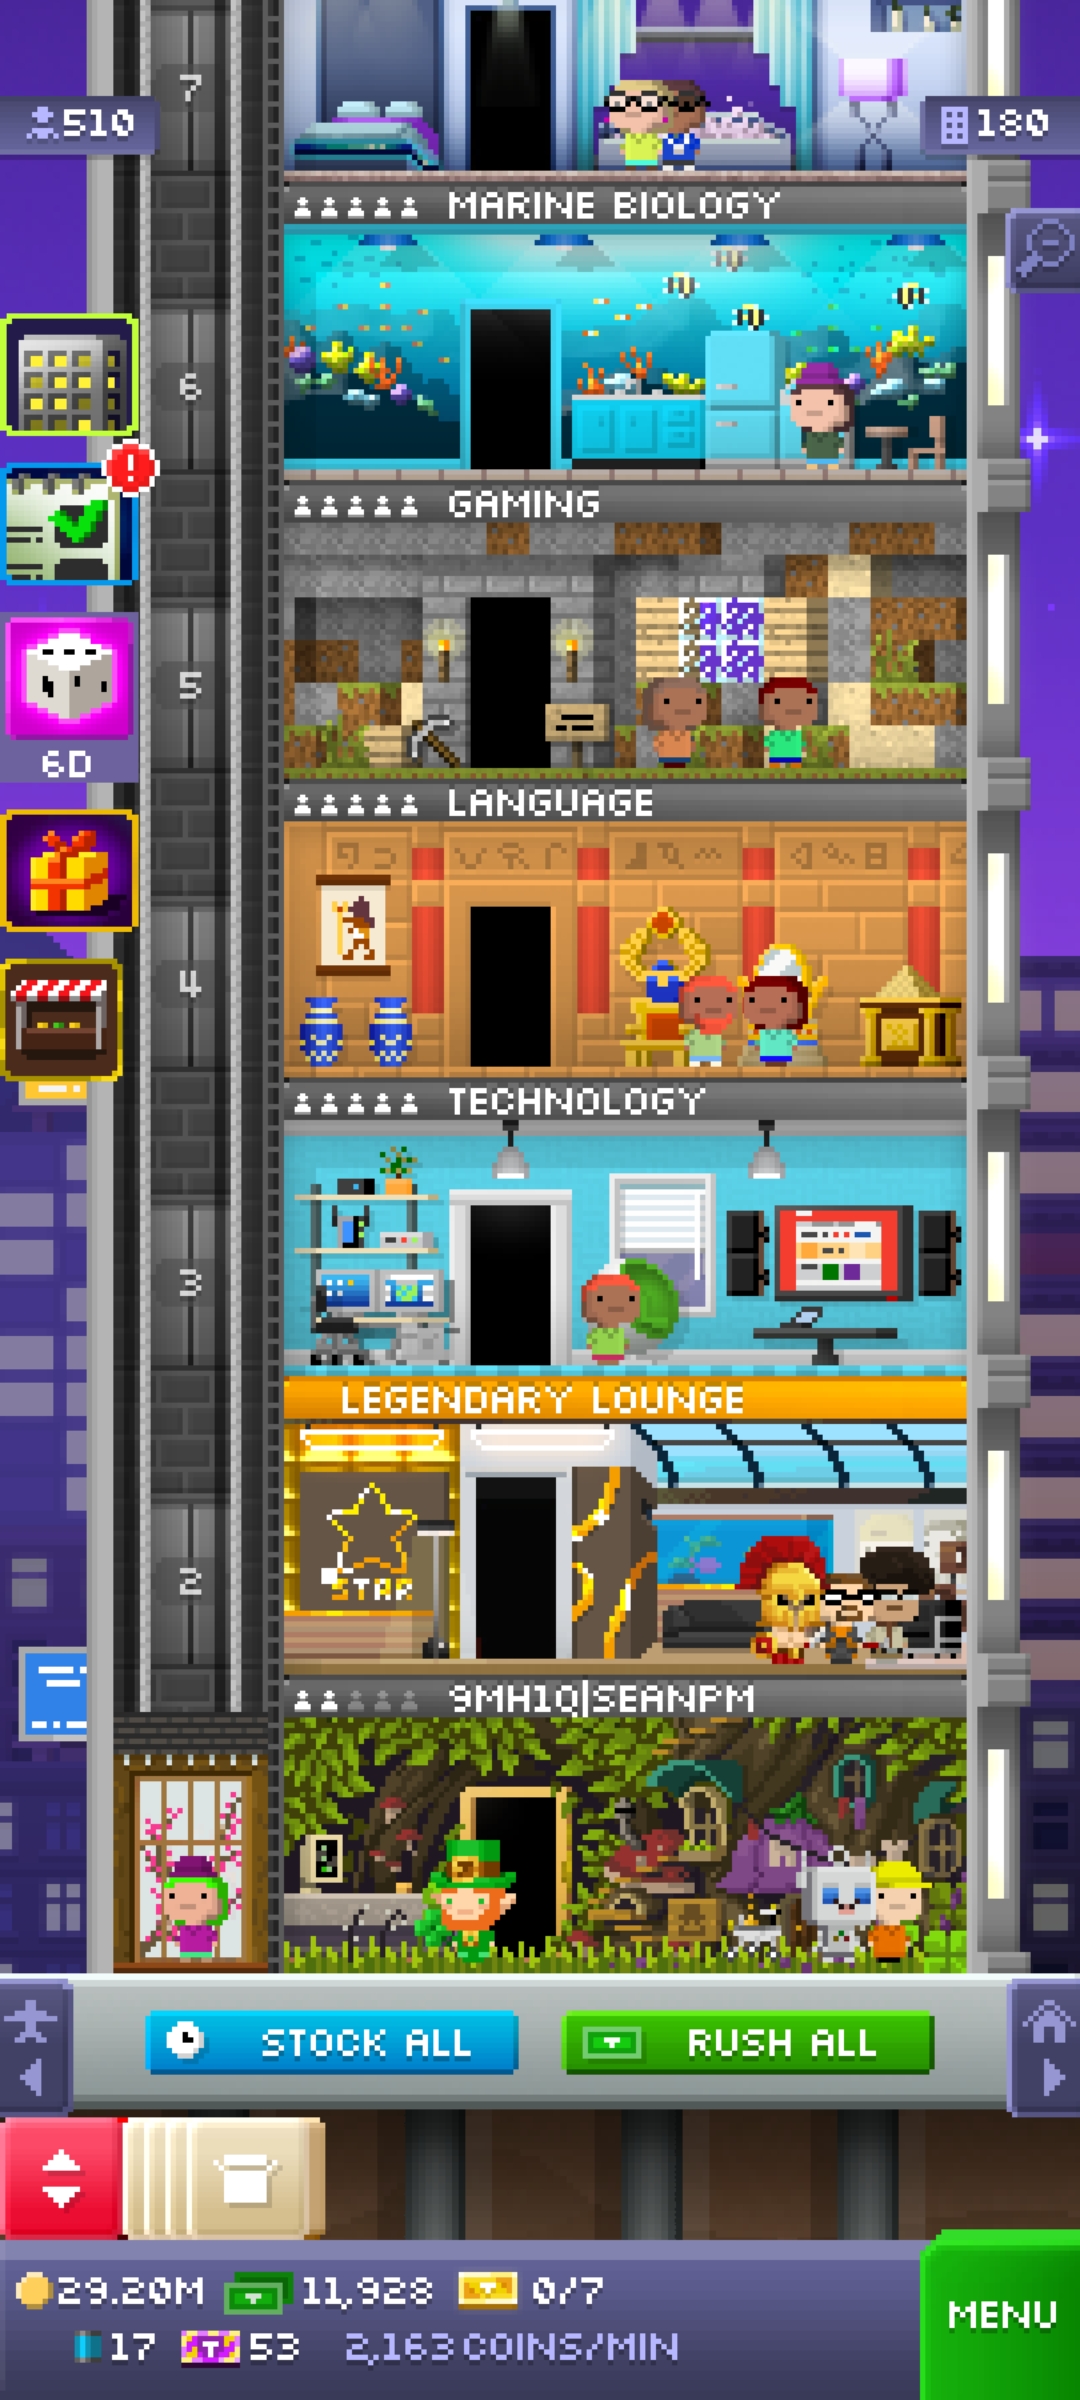 7
510
180
MARINE BIOLOGY
6
GAMING
5
6D
LANGUAGE
4
TECHNOLOGY
3
LEGENDARY LOUNGE
STAR
2
9MH1Q|SEANPM
STOCK ALL
RUSH ALL
29.20M 11,928 0/7
17 53 2,163 COINS/MIN
MENU